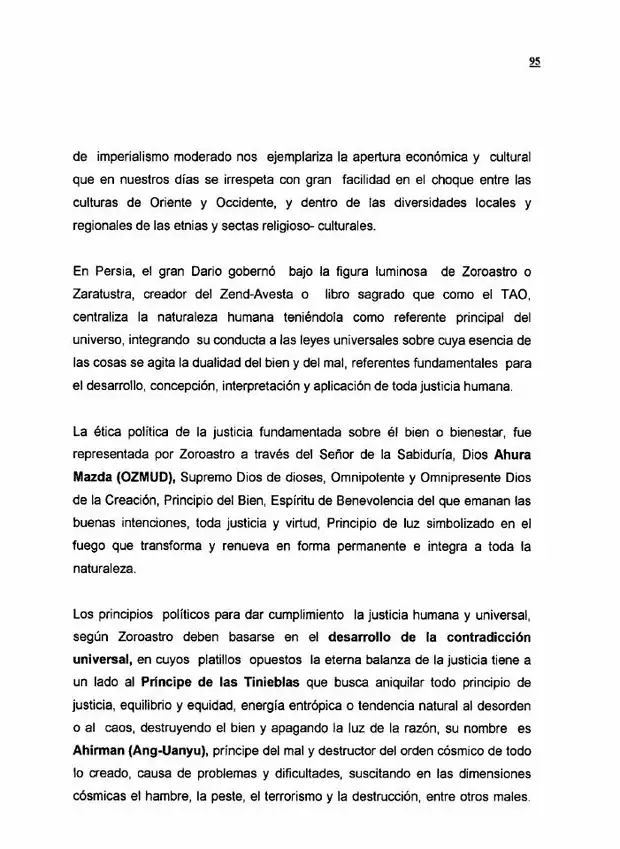 95
de imperialismo moderado nos ejemplariza la apertura económica y cultural
que en nuestros días se irrespeta con gran facilidad en el choque entre las
culturas de Oriente y Occidente, y dentro de las diversidades locales y
regionales de las etnias y sectas religioso- culturales.
En Persia, el gran Dario gobernó bajo la figura luminosa de Zoroastro o
Zaratustra, creador del Zend-Avesta o libro sagrado que como el TAO,
centraliza la naturaleza humana teniéndola como referente principal del
universo, integrando su conducta a las leyes universales sobre cuya esencia de
las cosas se agita la dualidad del bien y del mal, referentes fundamentales para
el desarrollo, concepción, interpretación y aplicación de toda justicia humana.
La ética política de la justicia fundamentada sobre él bien o bienestar, fue
representada por Zoroastro a través del Señor de la Sabiduría, Dios Ahura
Mazda (OZMUD), Supremo Dios de dioses, Omnipotente y Omnipresente Dios
de la Creación, Principio del Bien, Espíritu de Benevolencia del que emanan las
buenas intenciones, toda justicia y virtud, Principio de luz simbolizado en el
fuego que transforma y renueva en forma permanente e integra a toda la
naturaleza.
Los principios políticos para dar cumplimiento la justicia humana y universal,
según Zoroastro deben basarse en el desarrollo de la contradicción
universal, en cuyos platillos opuestos la eterna balanza de la justicia tiene a
un lado al Príncipe de las Tinieblas que busca aniquilar todo principio de
justicia, equilibrio y equidad, energía entrópica o tendencia natural al desorden
o al caos, destruyendo el bien y apagando la luz de la razón, su nombre es
Ahirman (Ang-Uanyu), príncipe del mal y destructor del orden cósmico de todo
lo creado, causa de problemas y dificultades, suscitando en las dimensiones
cósmicas el hambre, la peste, el terrorismo y la destrucción, entre otros males.